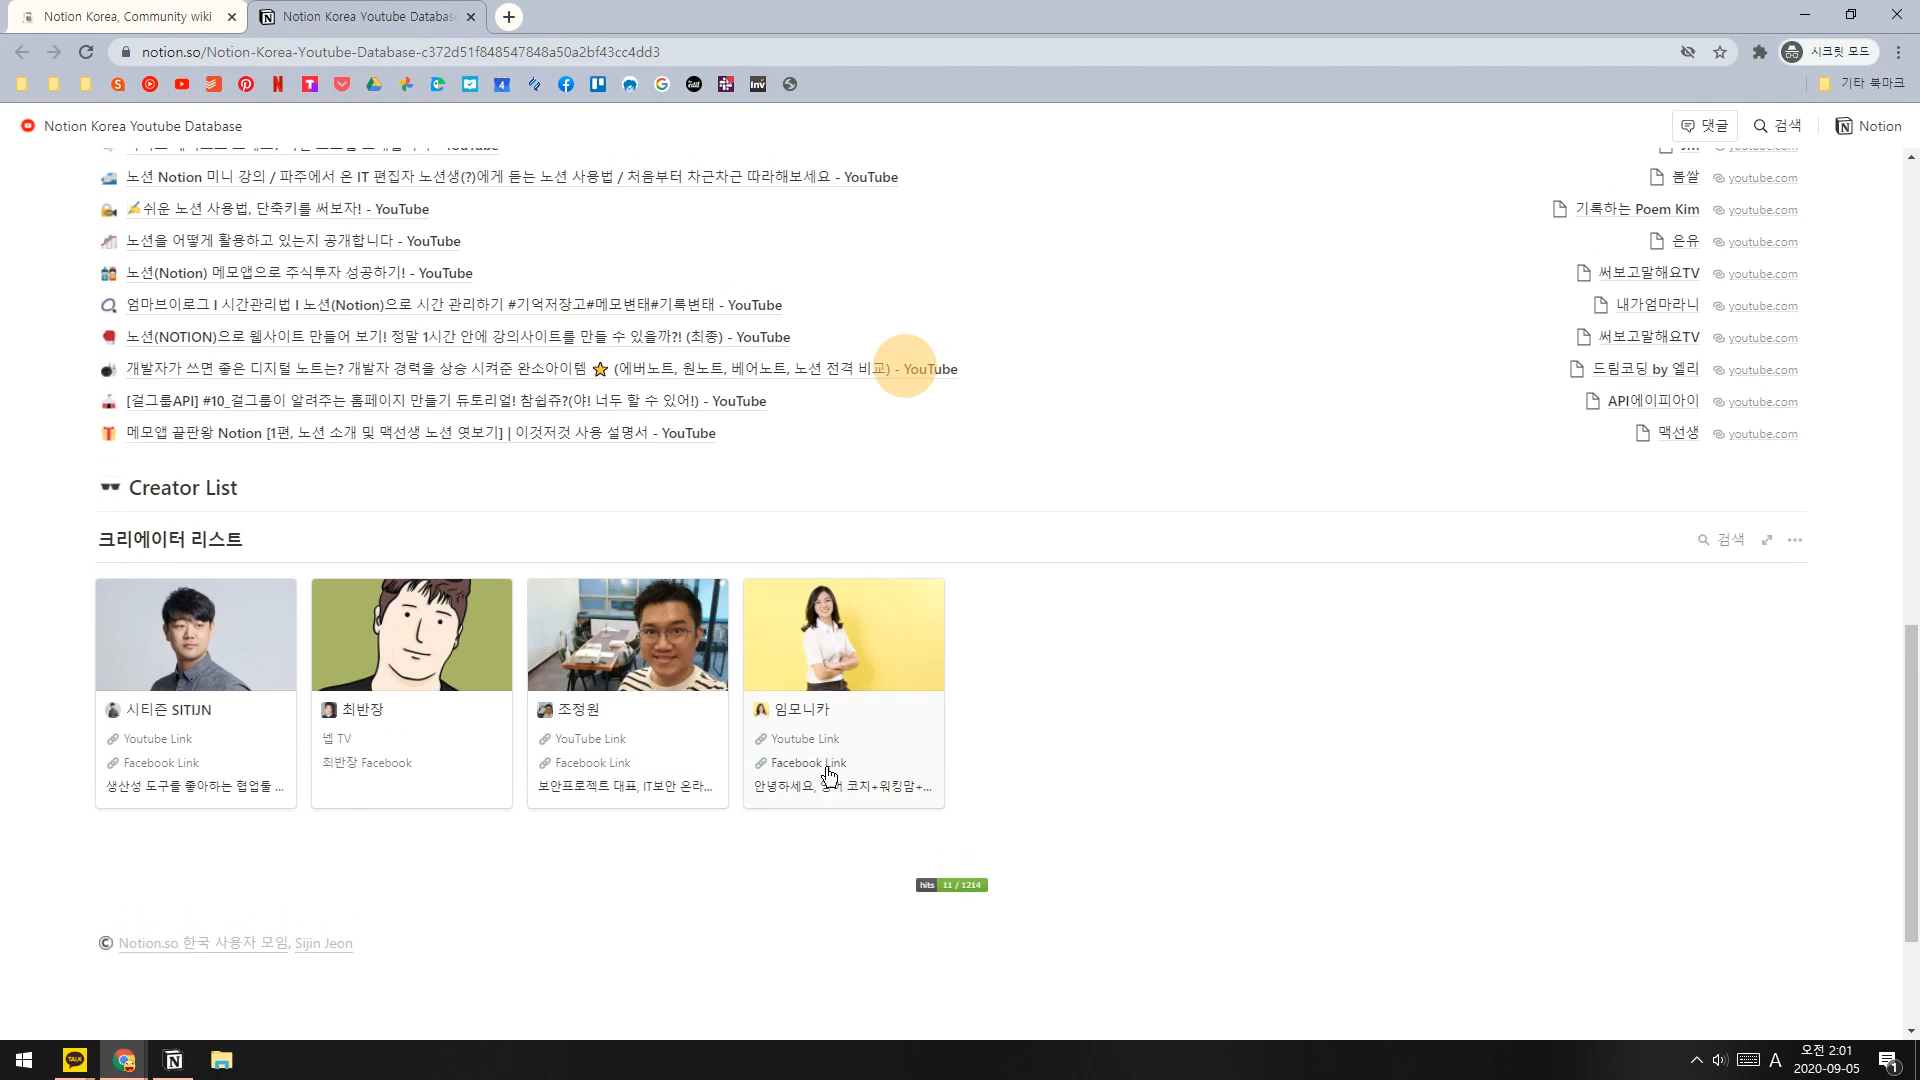 Notion Korea, Community wiki
Notion Korea Youtube Databas
notion.so/Notion-Korea-Youtube-Database-c372d51f848547848a50a2bf43cc4dd3
시크릿 모드
기타 북마크
Notion Korea Youtube Database
댓글
검색
Notion
노션 Notion 미니 강의 / 파주에서 온 IT 편집자 노션생(?)에게 듣는 노션 사용법 / 처음부터 차근차근 따라해보세요 - YouTube 봄쌀 youtube.com
✍쉬운 노션 사용법, 단축키를 써보자! - YouTube 기록하는 Poem Kim youtube.com
노션을 어떻게 활용하고 있는지 공개합니다 - YouTube 은유 youtube.com
노션(Notion) 메모앱으로 주식투자 성공하기! - YouTube 써보고말해요TV youtube.com
엄마브이로그 I 시간관리법 I 노션(Notion)으로 시간 관리하기 #기억저장고#메모변태#기록변태 - YouTube 내가엄마라니 youtube.com
노션(NOTION)으로 웹사이트 만들어 보기! 정말 1시간 안에 강의사이트를 만들 수 있을까?! (최종) - YouTube 써보고말해요TV youtube.com
개발자가 쓰면 좋은 디지털 노트는? 개발자 경력을 상승 시켜준 완소아이템 ⭐ (에버노트, 원노트, 베어노트, 노션 전격 비교) - YouTube 드림코딩 by 엘리 youtube.com
[걸그룹API] #10_걸그룹이 알려주는 홈페이지 만들기 듀토리얼! 참쉽쥬?(야! 너두 할 수 있어!) - YouTube API에이피아이 youtube.com
메모앱 끝판왕 Notion [1편, 노션 소개 및 맥선생 노션 엿보기] | 이것저것 사용 설명서 - YouTube 맥선생 youtube.com
Creator List
크리에이터 리스트
검색
시티즌 SITIJN
Youtube Link
Facebook Link
생산성 도구를 좋아하는 협업툴 ...
최반장
넵 TV
최반장 Facebook
조정원
YouTube Link
Facebook Link
보안프로젝트 대표, IT보안 온라...
임모니카
Youtube Link
Facebook Link
안녕하세요, 코치+워킹맘+...
hits 11 / 1214
© Notion.so 한국 사용자 모임, Sijin Jeon
TALK
A
오전 2:01
2020-09-05
1